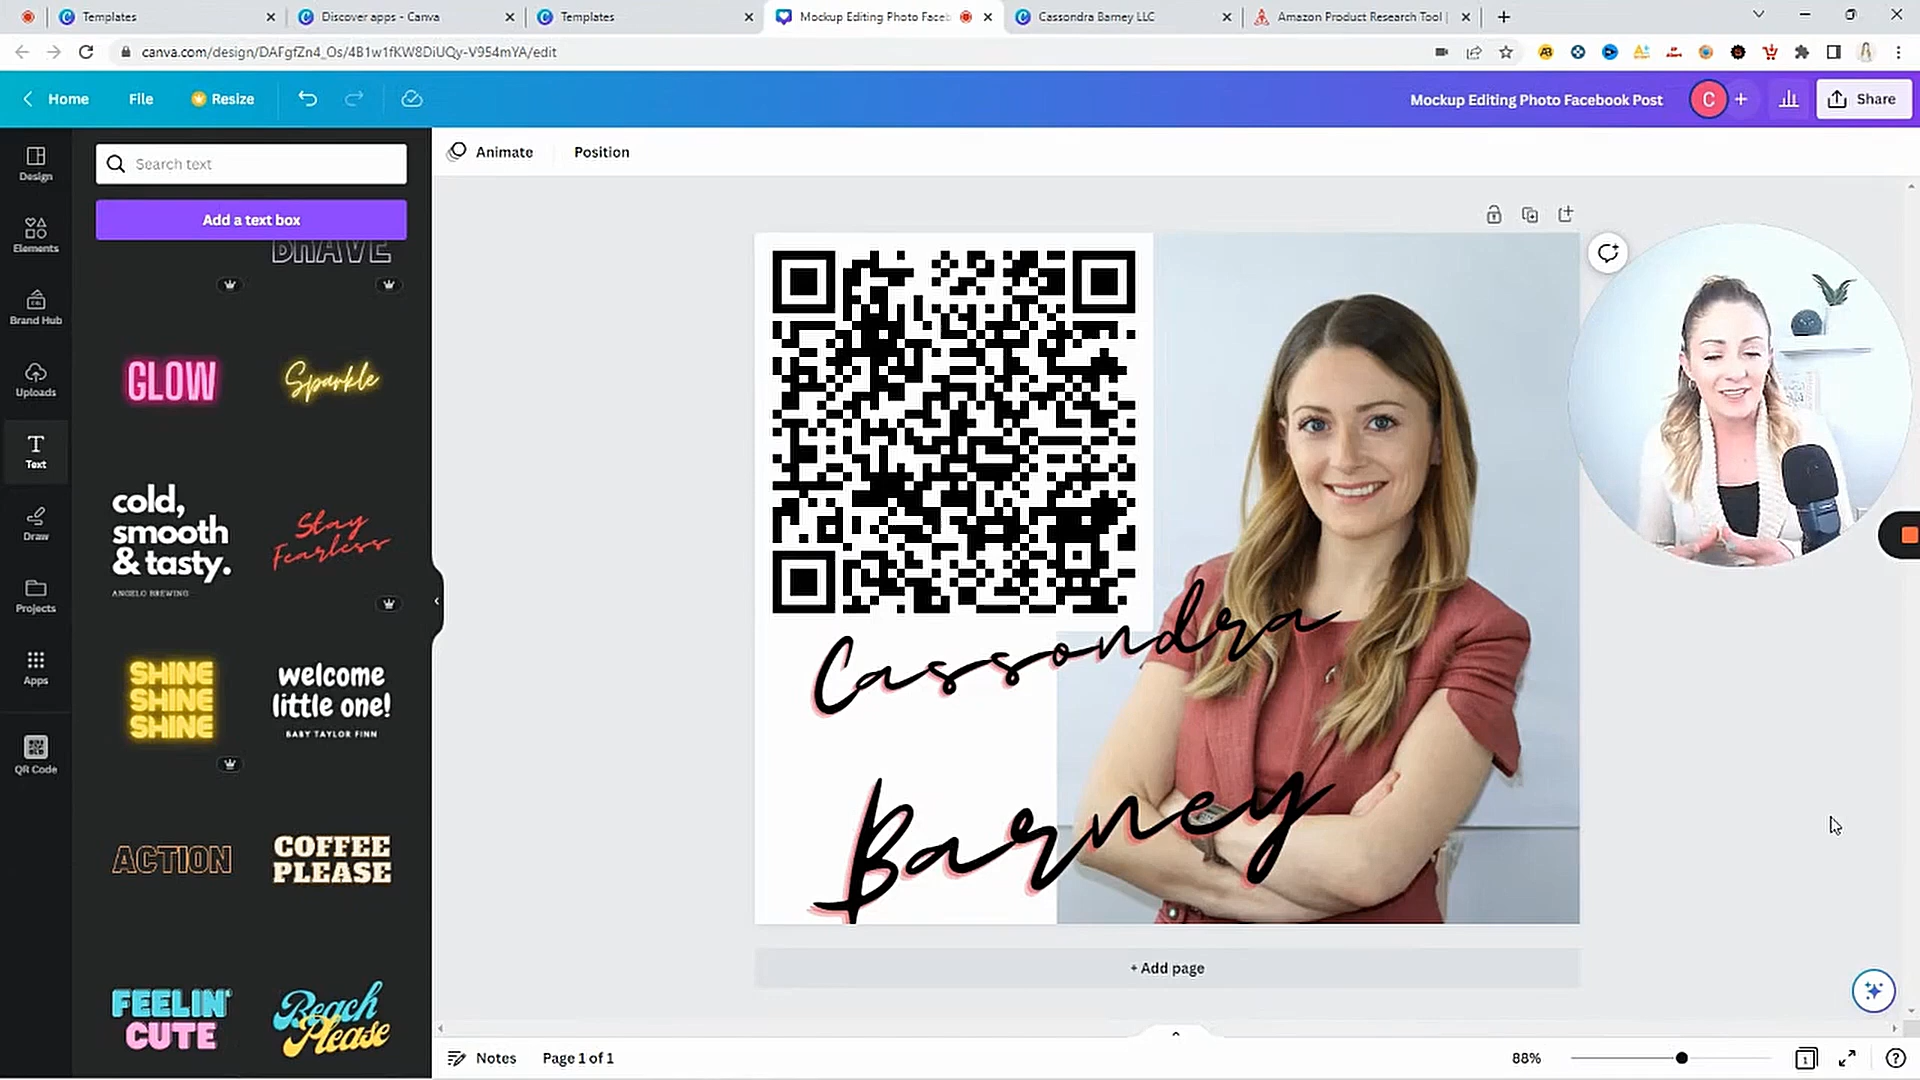 Templates
Discover apps - Canva
Templates
Mockup Editing Photo Faceb
Cassandra Barney LLC
Amazon Product Research Tool |
canva.com/design/DAFgfZn4_Os/4B1w1fKW8DiUQy-V954mYA/edit
Home
File
Resize
Mockup Editing Photo Facebook Post
C
Share
Design
Elements
Brand Hub
Uploads
Text
Draw
Projects
Apps
QR Code
Search text
Add a text box
BRAVE
GLOW
Sparkle
cold,
smooth
& tasty.
ANGELO BREWING
Stay
Fearless
SHINE
SHINE
SHINE
welcome
little one!
BABY TAYLOR FINN
ACTION
COFFEE
PLEASE
FEELIN'
CUTE
Beach
Please
Animate
Position
Cassondra
Barney
+ Add page
Notes
Page 1 of 1
88%
1